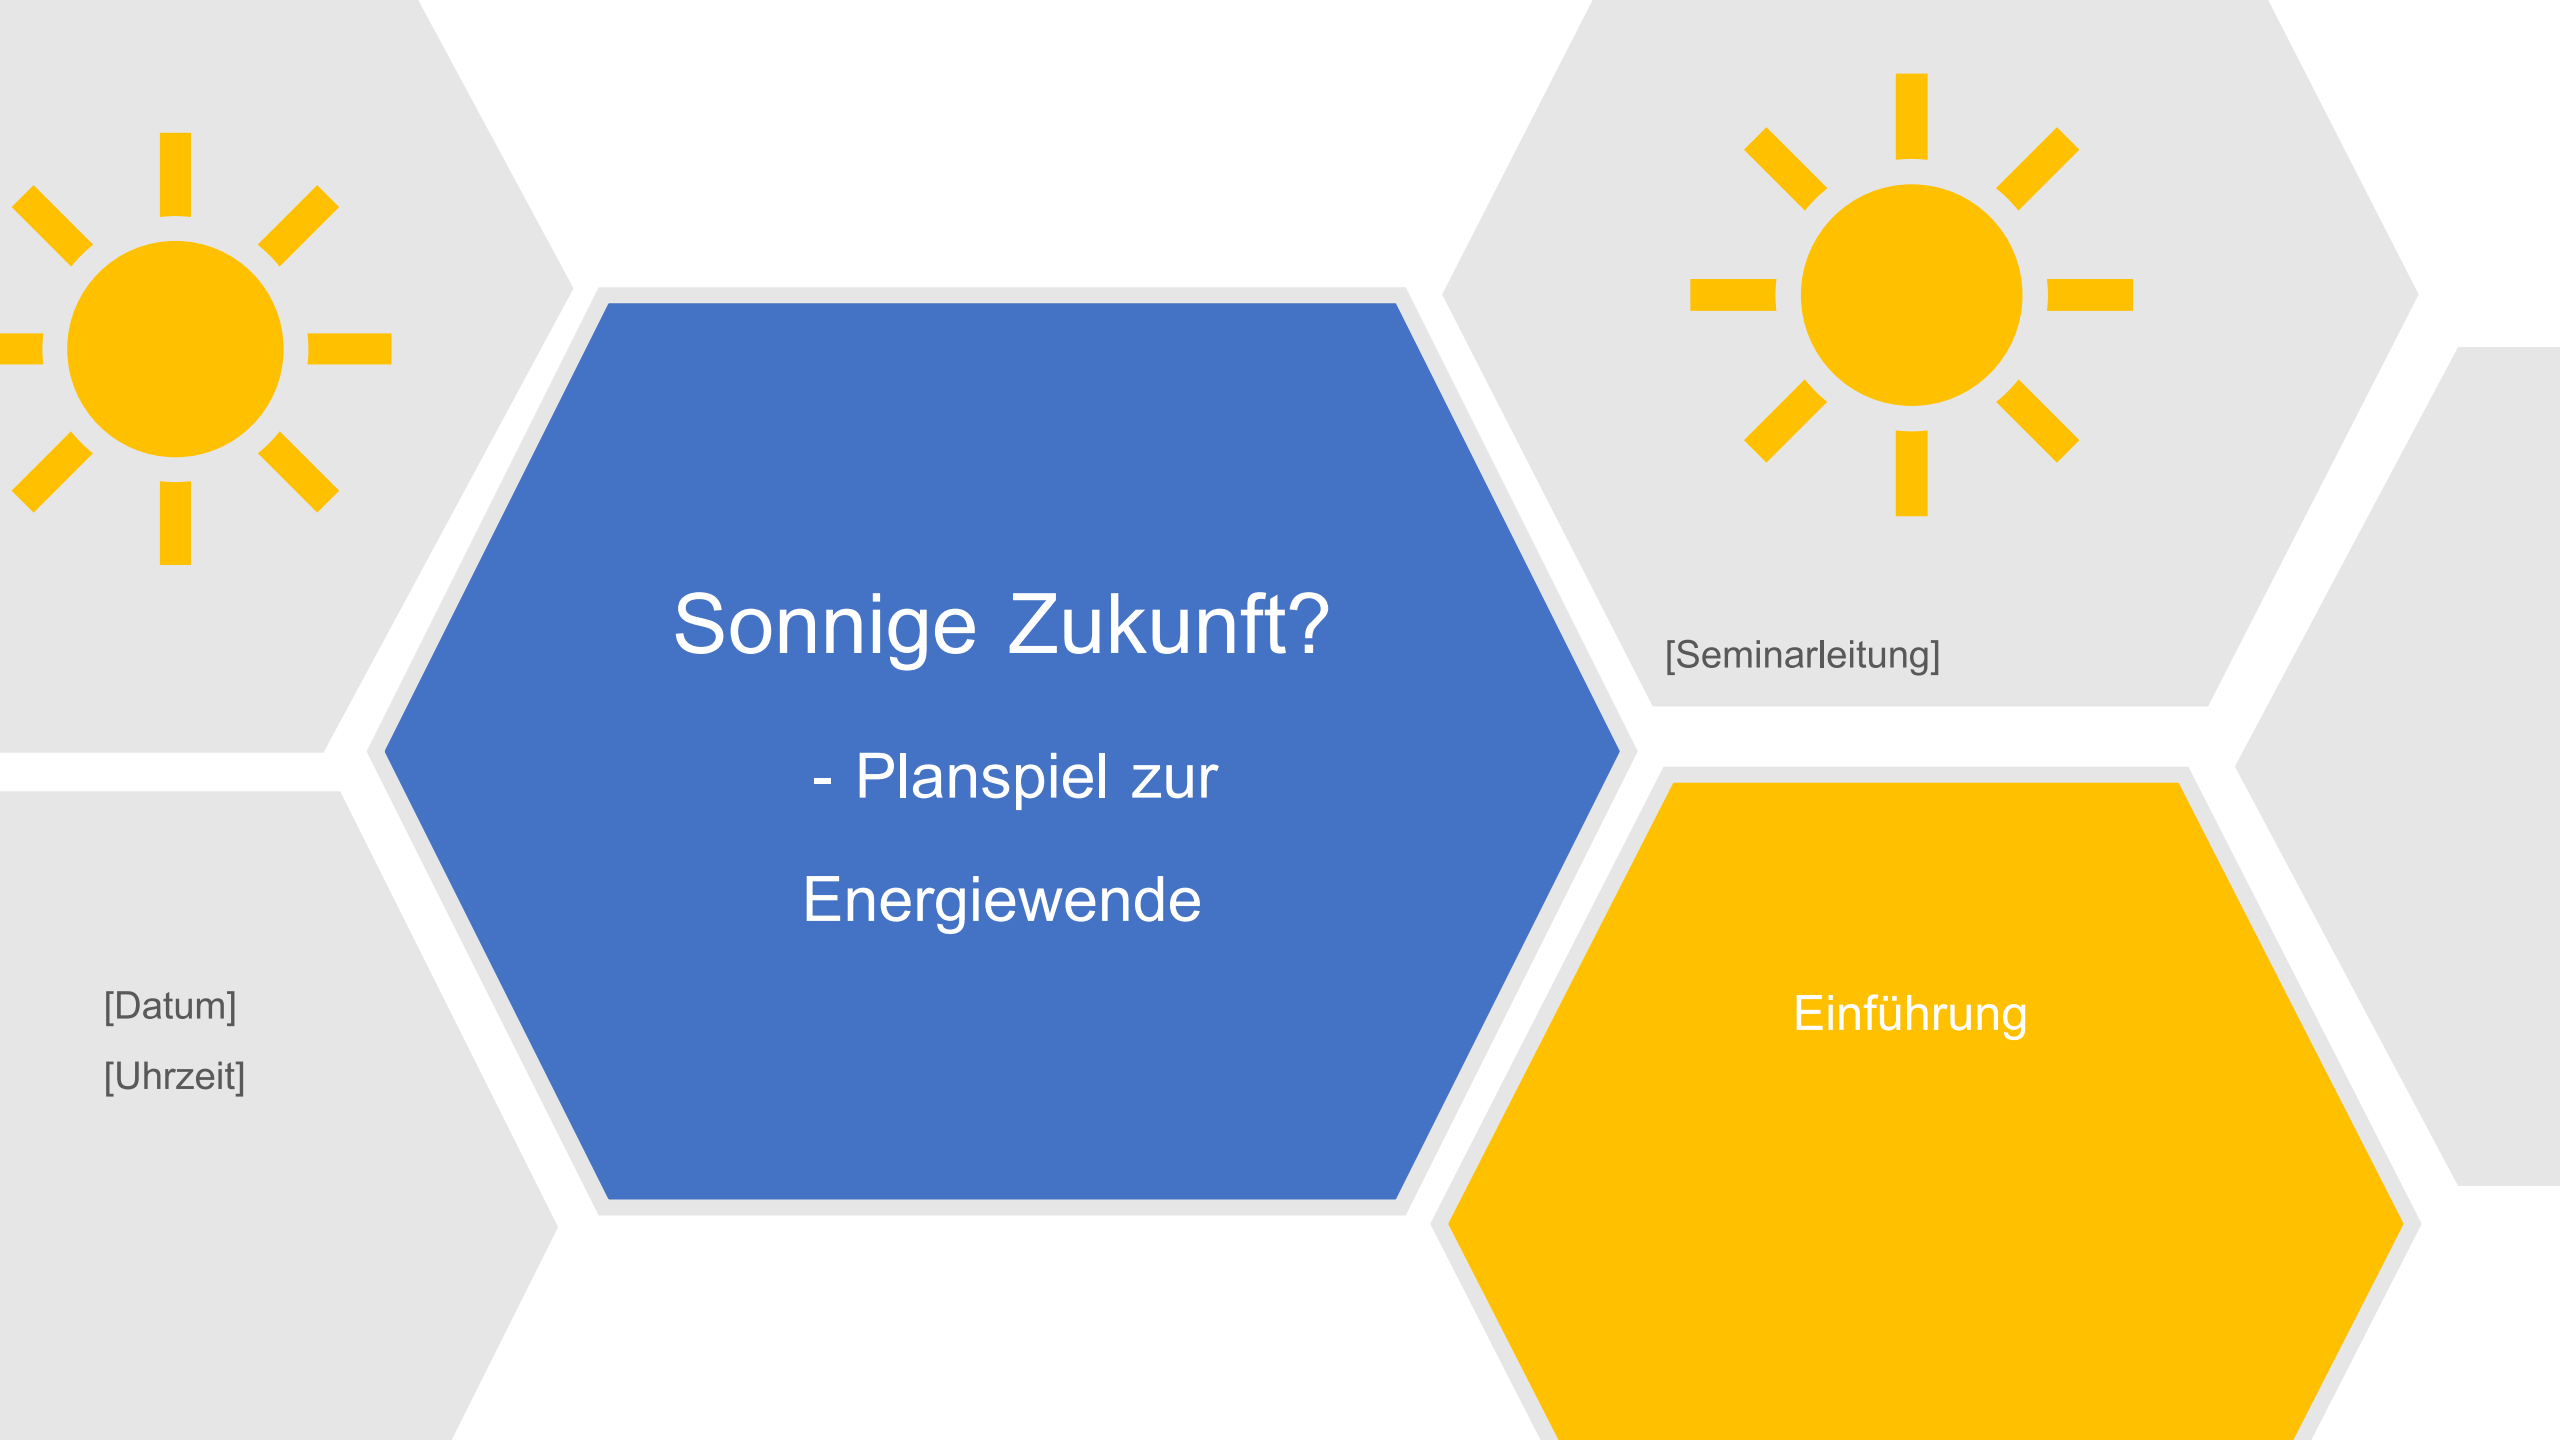 Sonnige Zukunft?
- Planspiel zur
Energiewende
[Seminarleitung]
[Datum]
[Uhrzeit]
Einführung